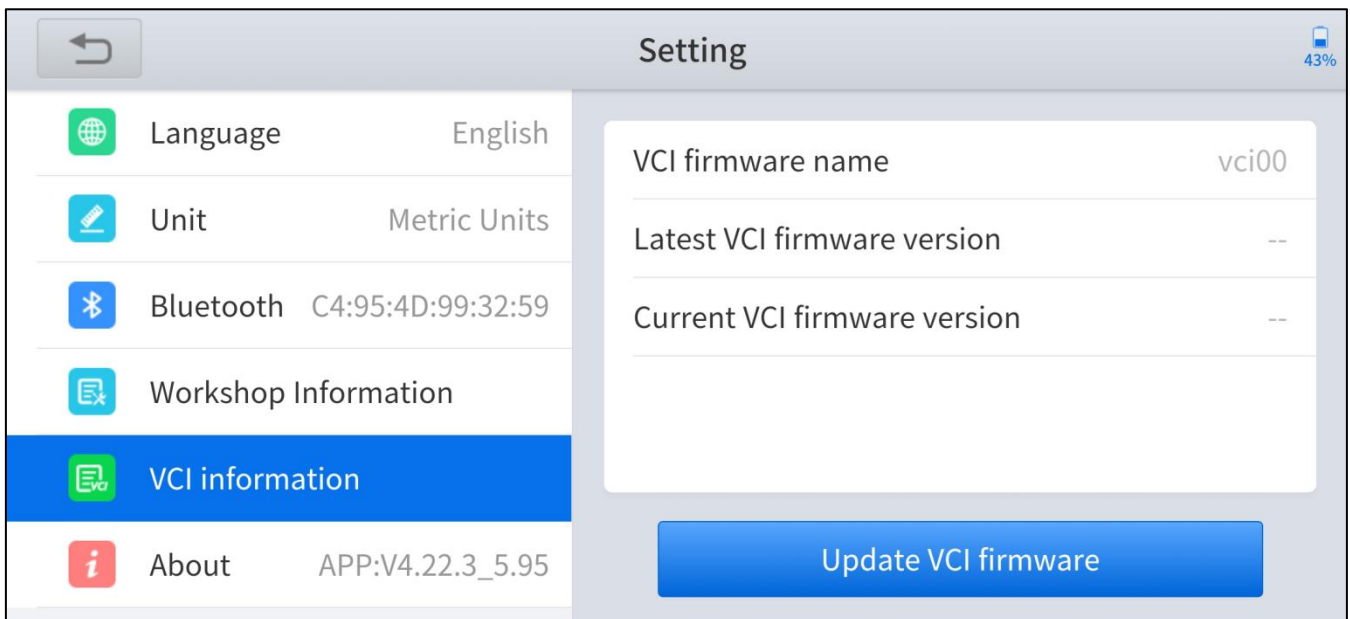 Setting
43%
Language English
Unit Metric Units
Bluetooth C4:95:4D:99:32:59
Workshop Information
VCI information
About APP:V4.22.3_5.95
VCI firmware name vci00
Latest VCI firmware version --
Current VCI firmware version --
Update VCI firmware